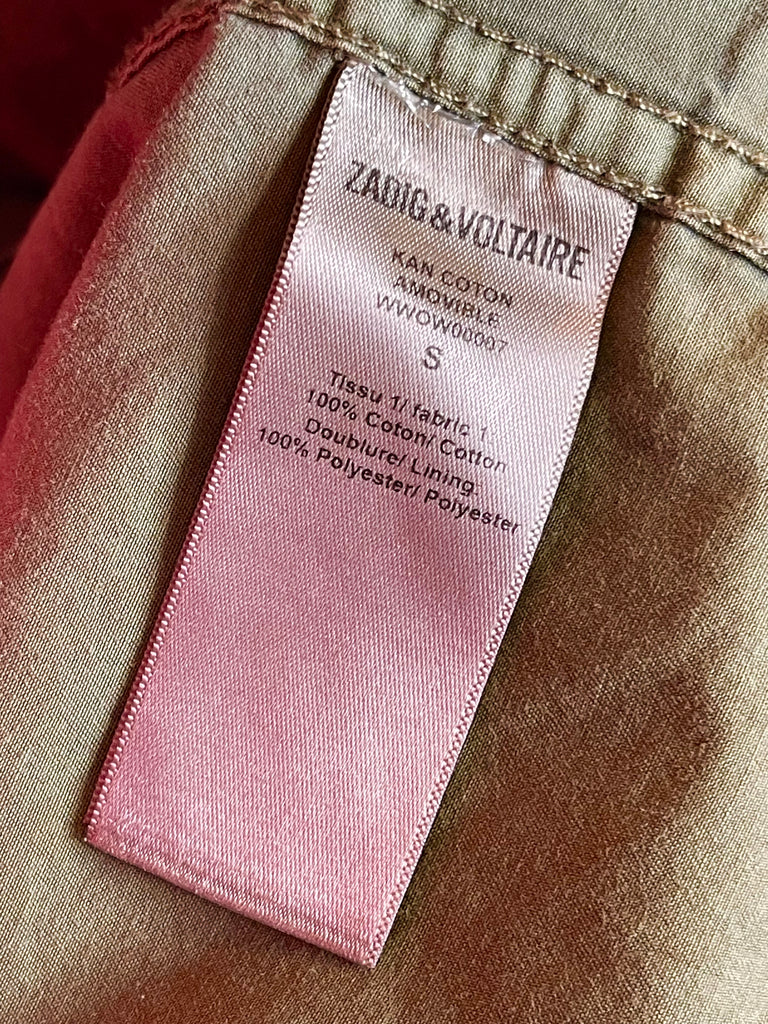 ZADIG & VOLTAIRE
KAN COTON
AMOVIBLE
WWOW00007
S
Tissu 1/ fabric 1:
100% Coton/ Cotton
Doublure/ Lining:
100% Polyester/ Polyester